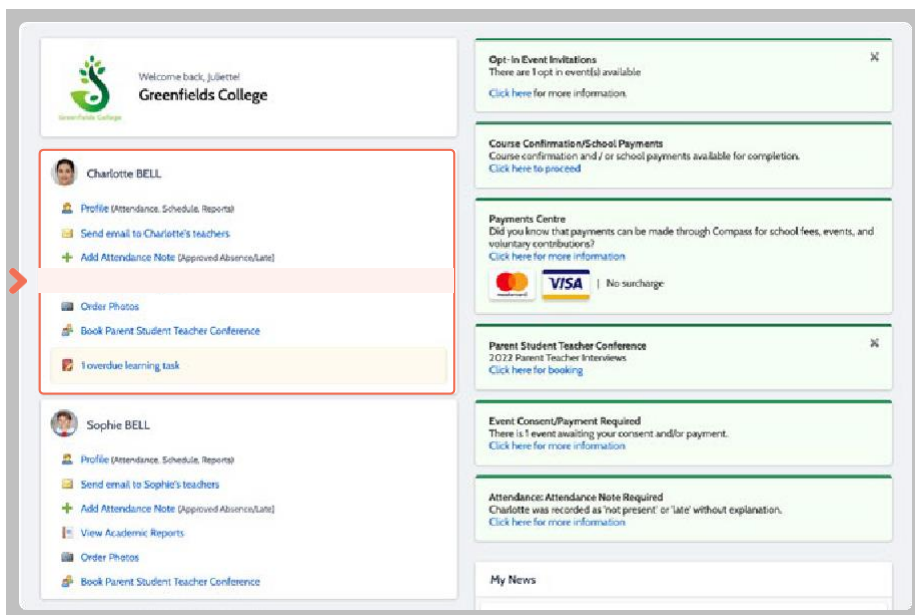 Welcome back, Juliette!
Greenfields College
Greenfields College
Charlotte BELL
Profile (Attendance, Schedule, Reports)
Send email to Charlotte's teachers
Add Attendance Note (Approved Absence/Late)
Order Photos
Book Parent Student Teacher Conference
1 overdue learning task
Sophie BELL
Profile (Attendance, Schedule, Reports)
Send email to Sophie's teachers
Add Attendance Note (Approved Absence/Late)
View Academic Reports
Order Photos
Book Parent Student Teacher Conference
Opt-In Event Invitations
There are 1 opt in event(s) available
Click here for more information.
Course Confirmation/School Payments
Course confirmation and / or school payments available for completion.
Click here to proceed
Payments Centre
Did you know that payments can be made through Compass for school fees, events, and
voluntary contributions?
Click here for more information
mastercard VISA | No surcharge
Parent Student Teacher Conference
2022 Parent Teacher Interviews
Click here for booking
Event Consent/Payment Required
There is 1 event awaiting your consent and/or payment.
Click here for more information
Attendance: Attendance Note Required
Charlotte was recorded as 'not present' or 'late' without explanation.
Click here for more information
My News